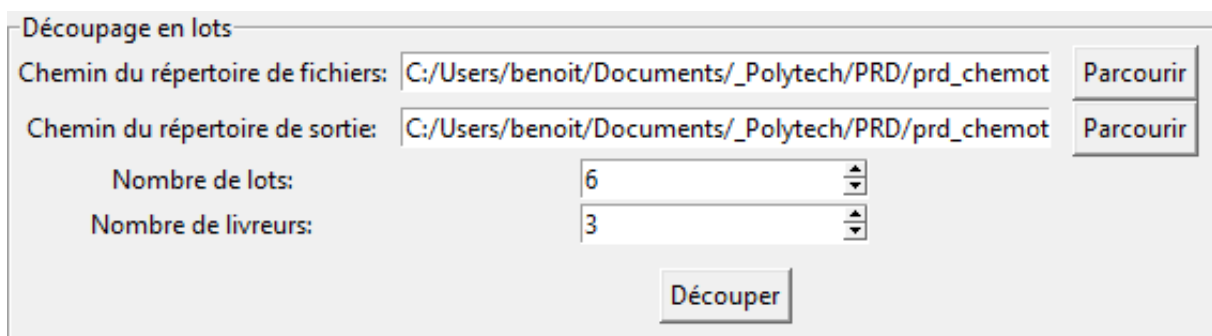 Découpage en lots
Chemin du répertoire de fichiers: C:/Users/benoit/Documents/_Polytech/PRD/prd_chemot Parcourir
Chemin du répertoire de sortie: C:/Users/benoit/Documents/_Polytech/PRD/prd_chemot Parcourir
Nombre de lots: 6
Nombre de livreurs: 3
Découper